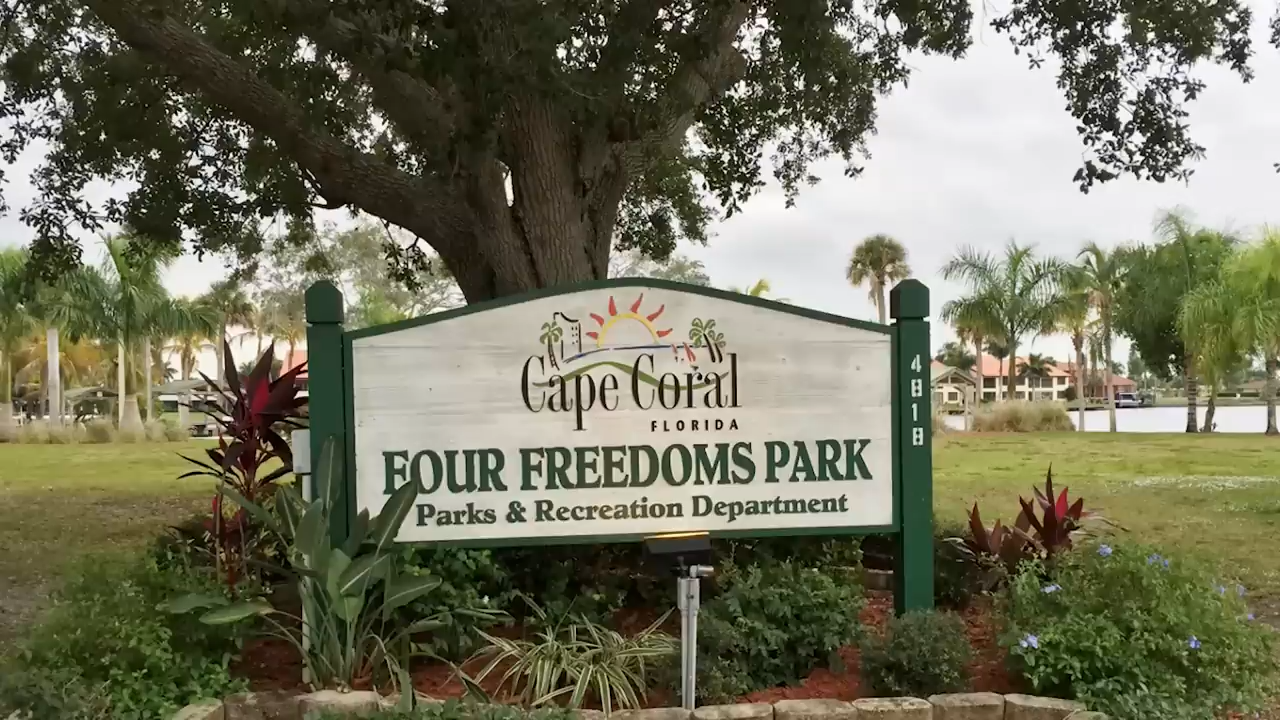 Cape Coral
FLORIDA
FOUR FREEDOMS PARK
Parks & Recreation Department
4818